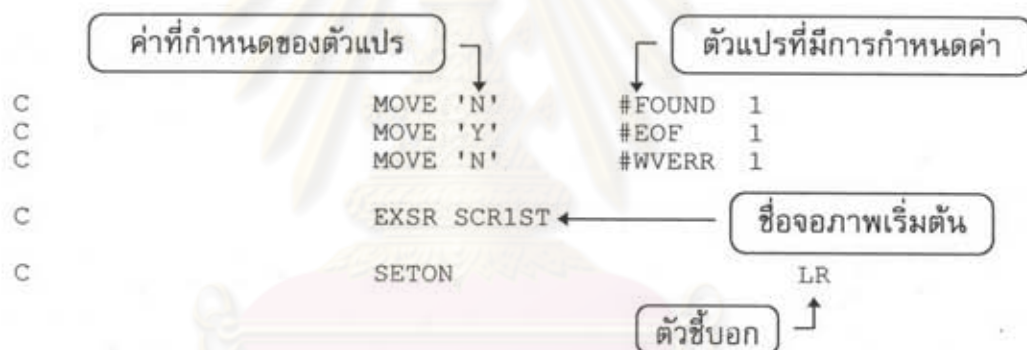 ค่าที่กำหนดของตัวแปร ตัวแปรที่มีการกำหนดค่า
C MOVE 'N' #FOUND 1
C MOVE 'Y' #EOF 1
C MOVE 'N' #WVERR 1
C EXSR SCR1ST ชื่อจอภาพเริ่มต้น
C SETON LR
ตัวชี้บอก